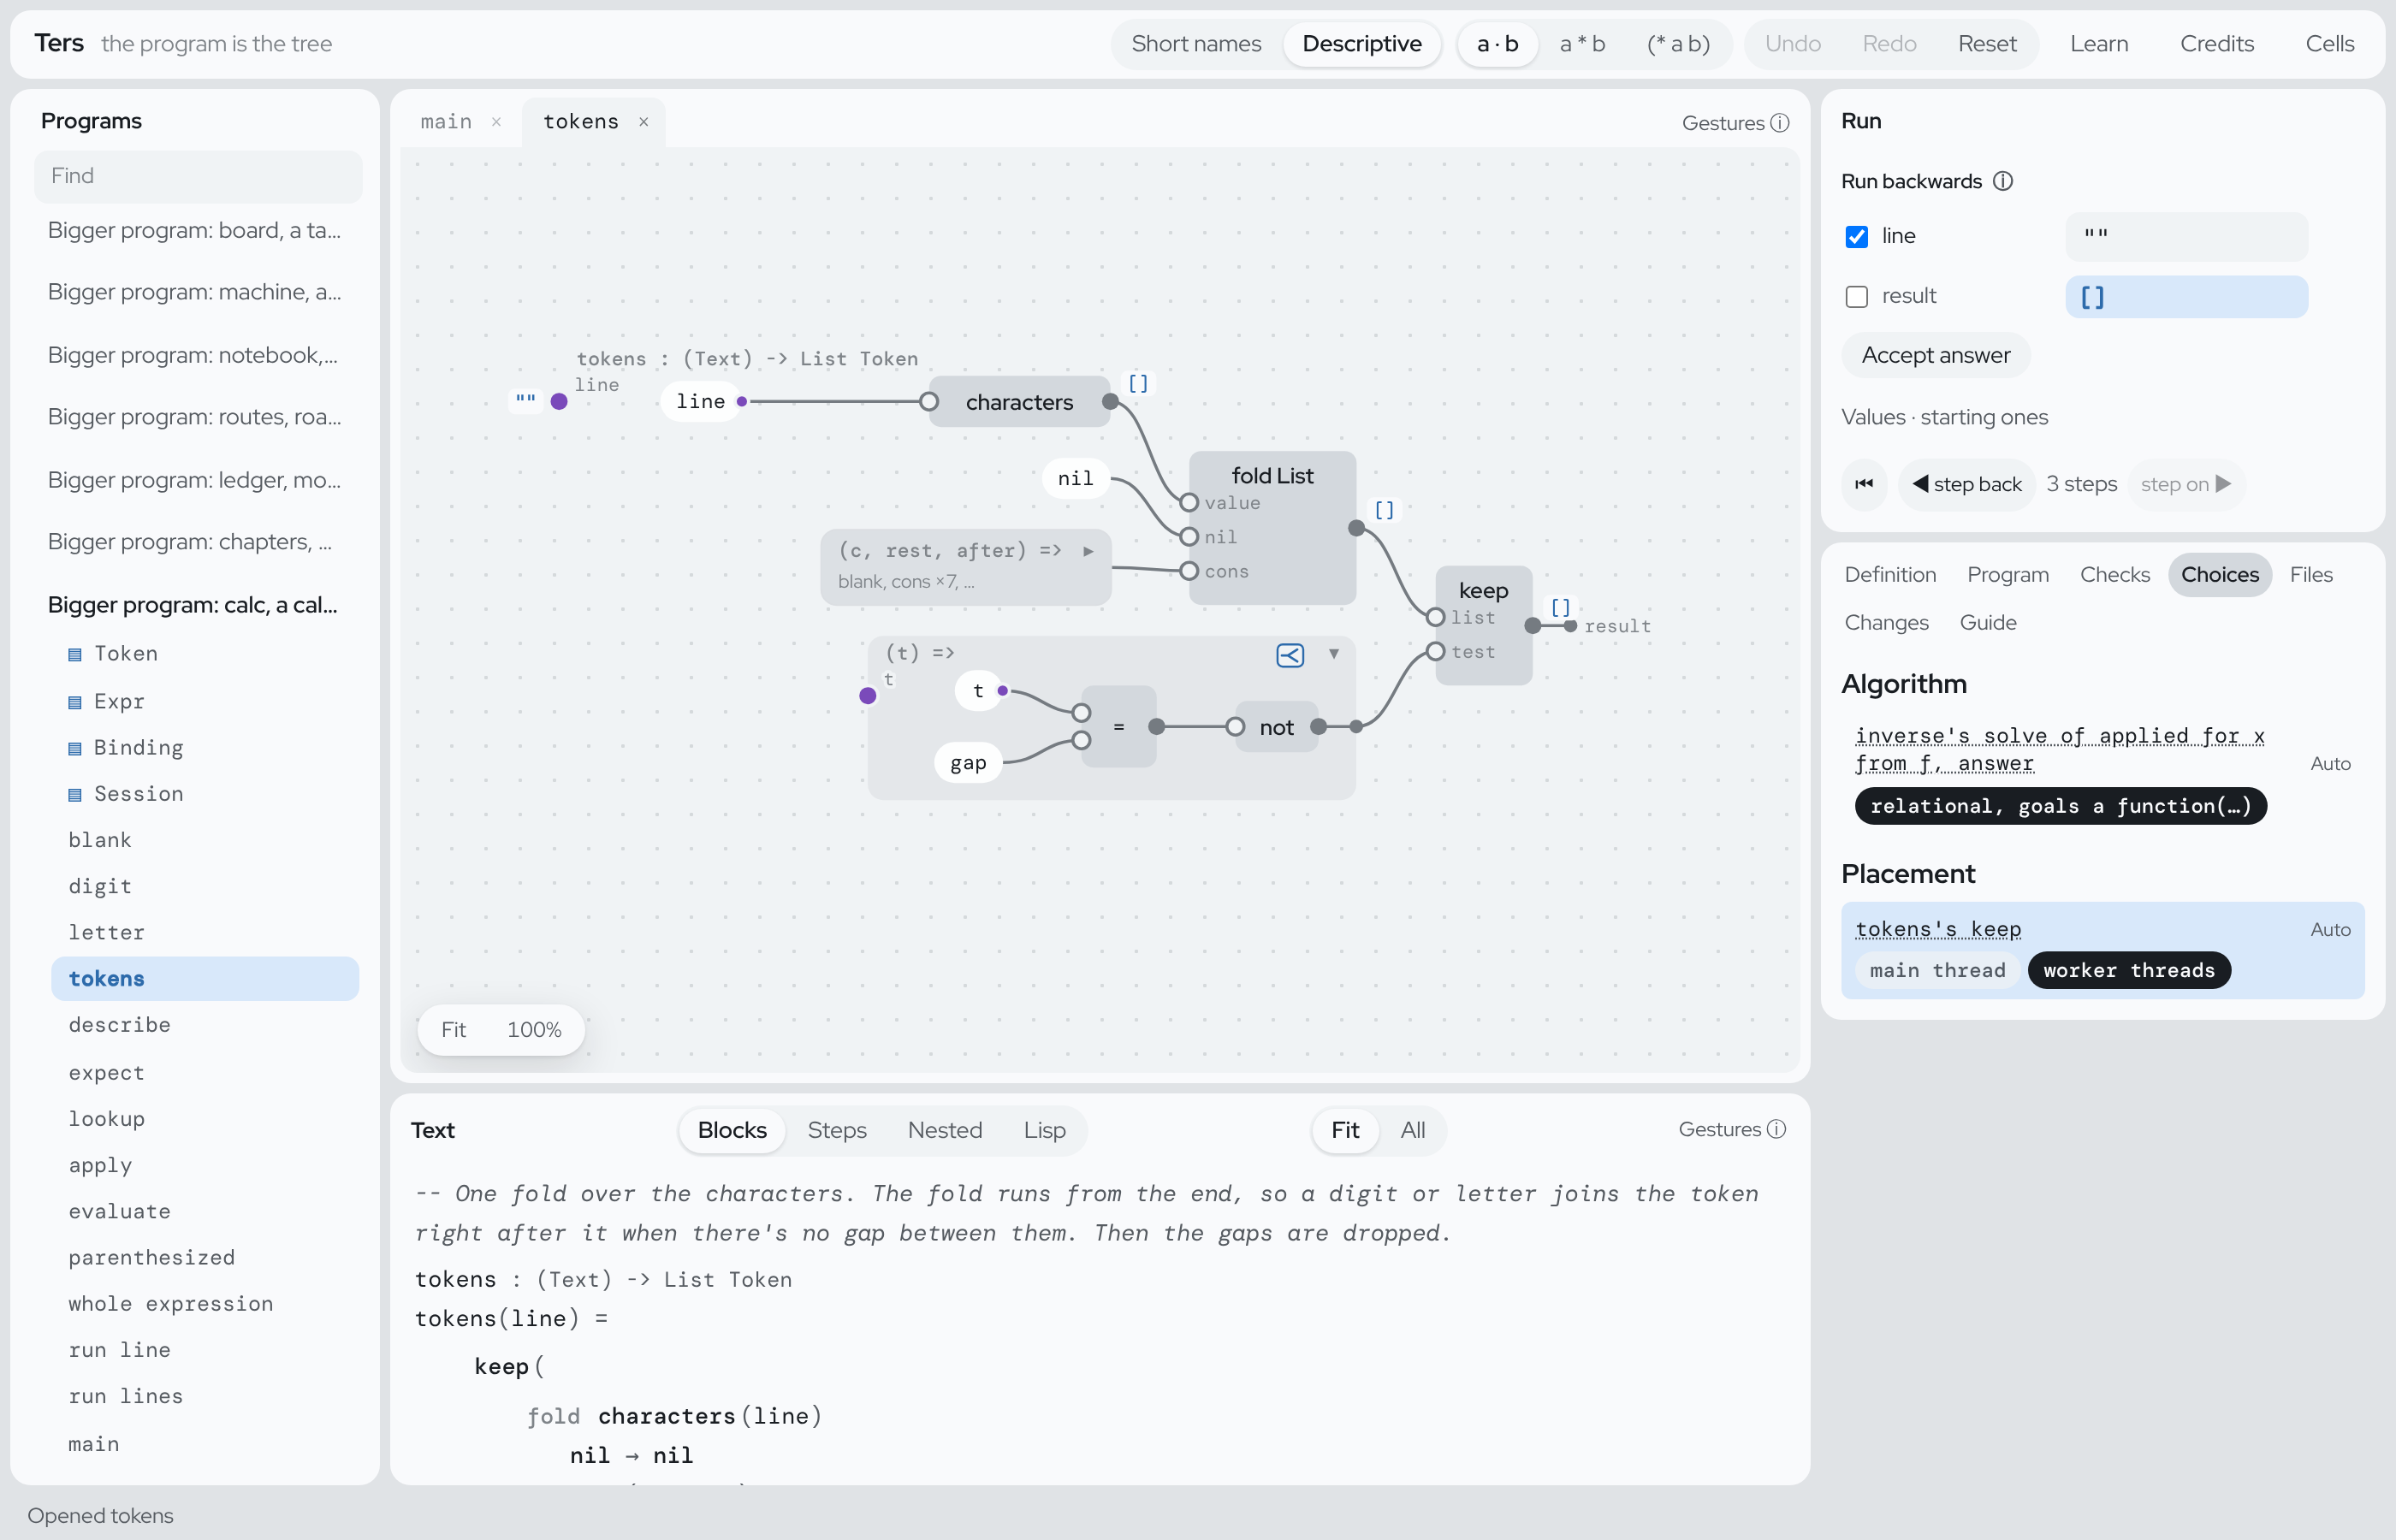 Ters the program is the tree
Short names Descriptive a · b a * b (* a b) Undo Redo Reset Learn Credits Cells
Programs
Find
Bigger program: board, a ta...
Bigger program: machine, a...
Bigger program: notebook,...
Bigger program: routes, roa...
Bigger program: ledger, mo...
Bigger program: chapters, ...
Bigger program: calc, a cal...
Token
Expr
Binding
Session
blank
digit
letter
tokens
describe
expect
lookup
apply
evaluate
parenthesized
whole expression
run line
run lines
main
main × tokens × Gestures ⓘ
tokens : (Text) -> List Token
line
"" line characters []
nil
fold List
value
nil
cons
[]
(c, rest, after) => ▶
blank, cons ×7, ...
keep
list
test
[] result
(t) => ▼
t
t
=
not
gap
Fit 100%
Text Blocks Steps Nested Lisp Fit All Gestures ⓘ
-- One fold over the characters. The fold runs from the end, so a digit or letter joins the token
right after it when there's no gap between them. Then the gaps are dropped.
tokens : (Text) -> List Token
tokens(line) =
keep(
fold characters(line)
nil → nil
Run
Run backwards ⓘ
line ""
result []
Accept answer
Values · starting ones
⏮ ◀ step back 3 steps step on ▶
Definition Program Checks Choices Files
Changes Guide
Algorithm
inverse's solve of applied for x
from f, answer Auto
relational, goals a function(…)
Placement
tokens's keep Auto
main thread worker threads
Opened tokens